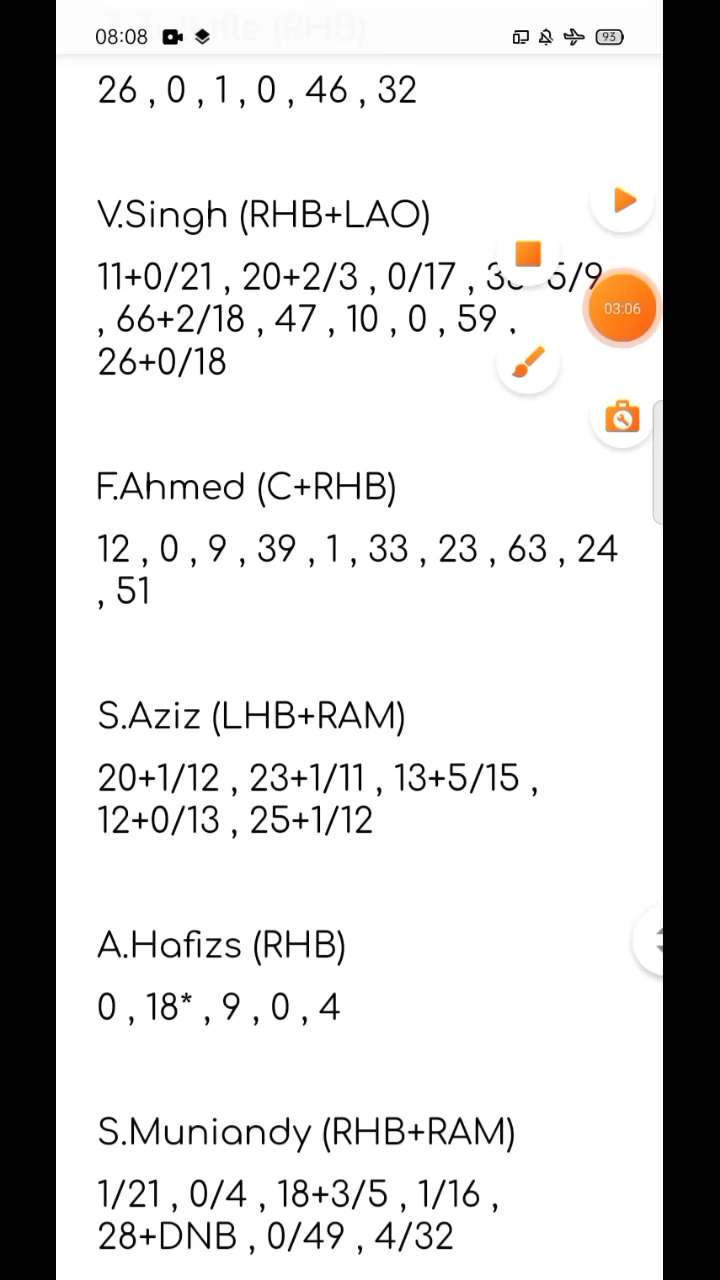 08:08 93
26 , 0 , 1 , 0 , 46 , 32
V.Singh (RHB+LAO)
11+0/21 , 20+2/3 , 0/17 , 5/9
, 66+2/18 , 47 , 10 , 0 , 59 ,
26+0/18
03:06
F.Ahmed (C+RHB)
12 , 0 , 9 , 39 , 1 , 33 , 23 , 63 , 24
, 51
S.Aziz (LHB+RAM)
20+1/12 , 23+1/11 , 13+5/15 ,
12+0/13 , 25+1/12
A.Hafizs (RHB)
0 , 18* , 9 , 0 , 4
S.Muniandy (RHB+RAM)
1/21 , 0/4 , 18+3/5 , 1/16 ,
28+DNB , 0/49 , 4/32